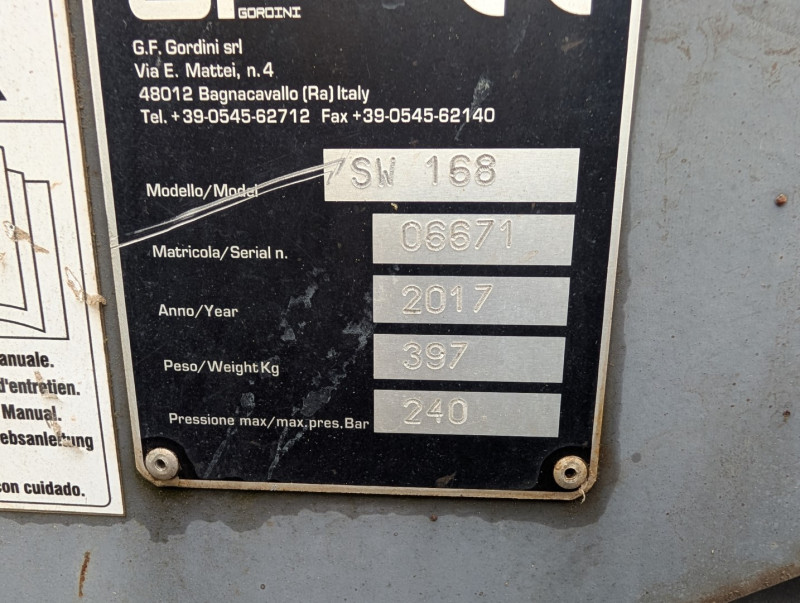 GORDINI
G.F. Gordini srl
Via E. Mattei, n.4
48012 Bagnacavallo (Ra) Italy
Tel. +39-0545-62712 Fax +39-0545-62140
Modello/Model SW 168
Matricola/Serial n. 06671
Anno/Year 2017
Peso/Weight Kg 397
Pressione max/max.pres.Bar 240
anuale.
d'entretien.
Manual.
ebsanleitung
con cuidado.